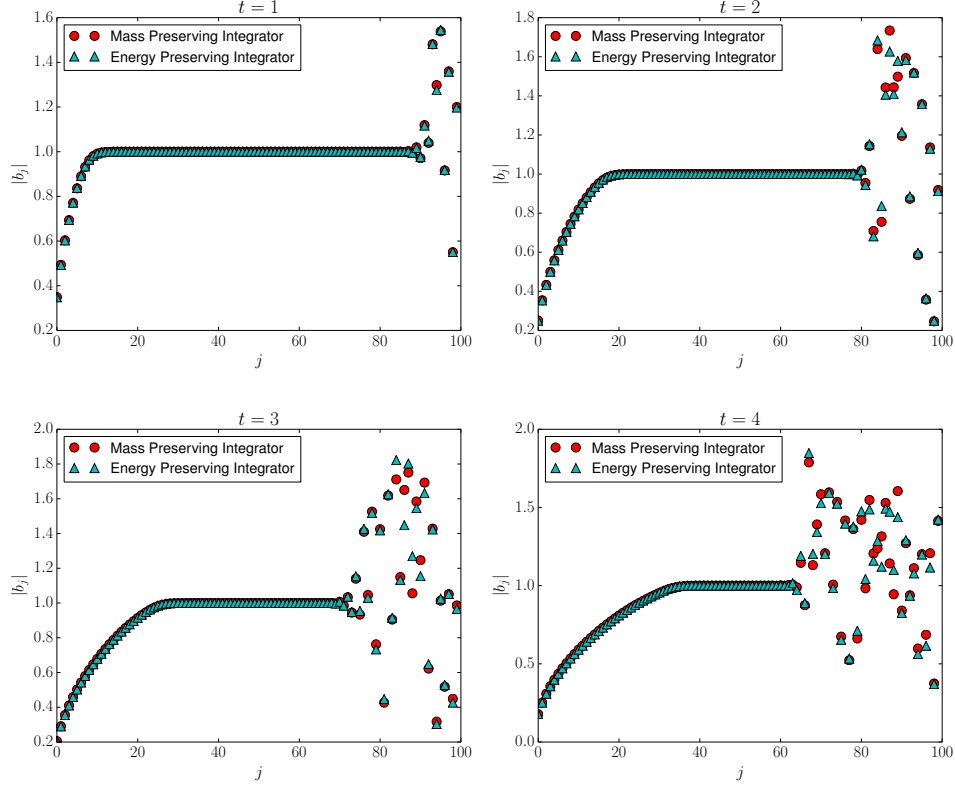 t = 1
Mass Preserving Integrator
Energy Preserving Integrator
|b_j|
1.6
1.4
1.2
1.0
0.8
0.6
0.4
0.2
0 20 40 60 80 100
j
t = 2
Mass Preserving Integrator
Energy Preserving Integrator
|b_j|
1.8
1.6
1.4
1.2
1.0
0.8
0.6
0.4
0.2
0 20 40 60 80 100
j
t = 3
Mass Preserving Integrator
Energy Preserving Integrator
|b_j|
2.0
1.8
1.6
1.4
1.2
1.0
0.8
0.6
0.4
0.2
0 20 40 60 80 100
j
t = 4
Mass Preserving Integrator
Energy Preserving Integrator
|b_j|
2.0
1.5
1.0
0.5
0.0
0 20 40 60 80 100
j